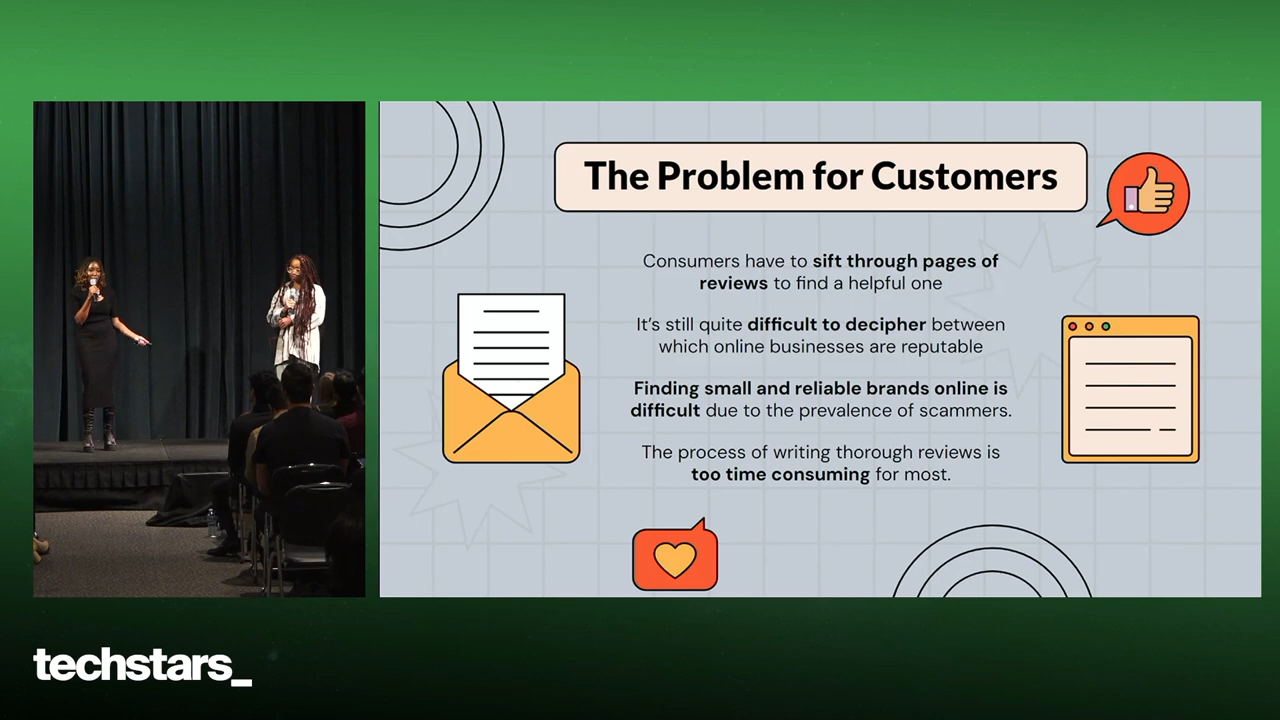 The Problem for Customers
Consumers have to sift through pages of
reviews to find a helpful one
It's still quite difficult to decipher between
which online businesses are reputable
Finding small and reliable brands online is
difficult due to the prevalence of scammers.
The process of writing thorough reviews is
too time consuming for most.
techstars_